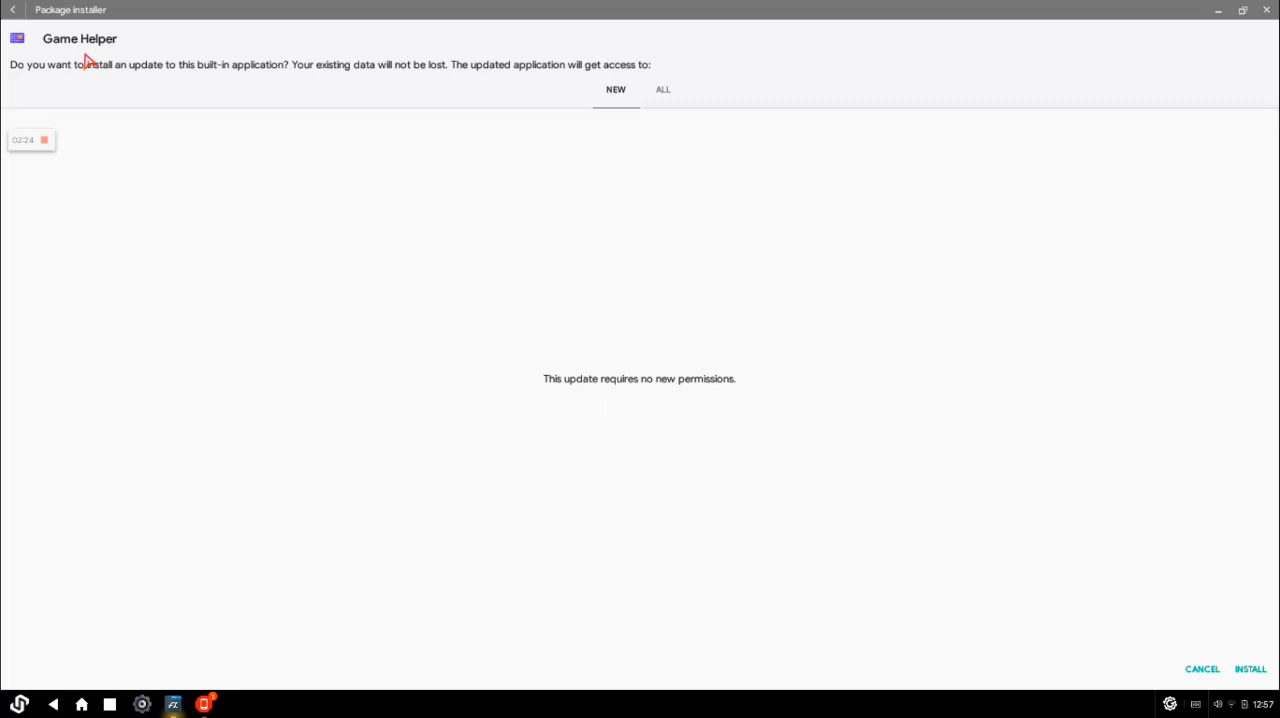 Package installer
Game Helper
Do you want to install an update to this built-in application? Your existing data will not be lost. The updated application will get access to:
NEW
ALL
02:24
This update requires no new permissions.
CANCEL
INSTALL
1
12:57